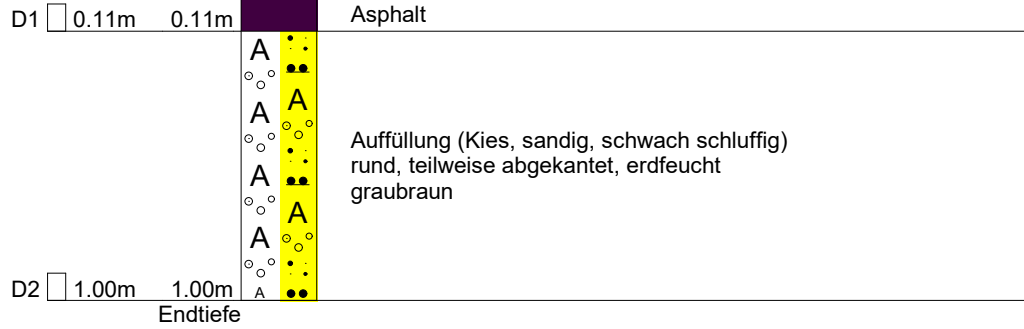 D1 0.11m 0.11m Asphalt
A
A
A
Auffüllung (Kies, sandig, schwach schluffig)
rund, teilweise abgekantet, erdfeucht
A
graubraun
A
A
D2 1.00m 1.00m A
Endtiefe